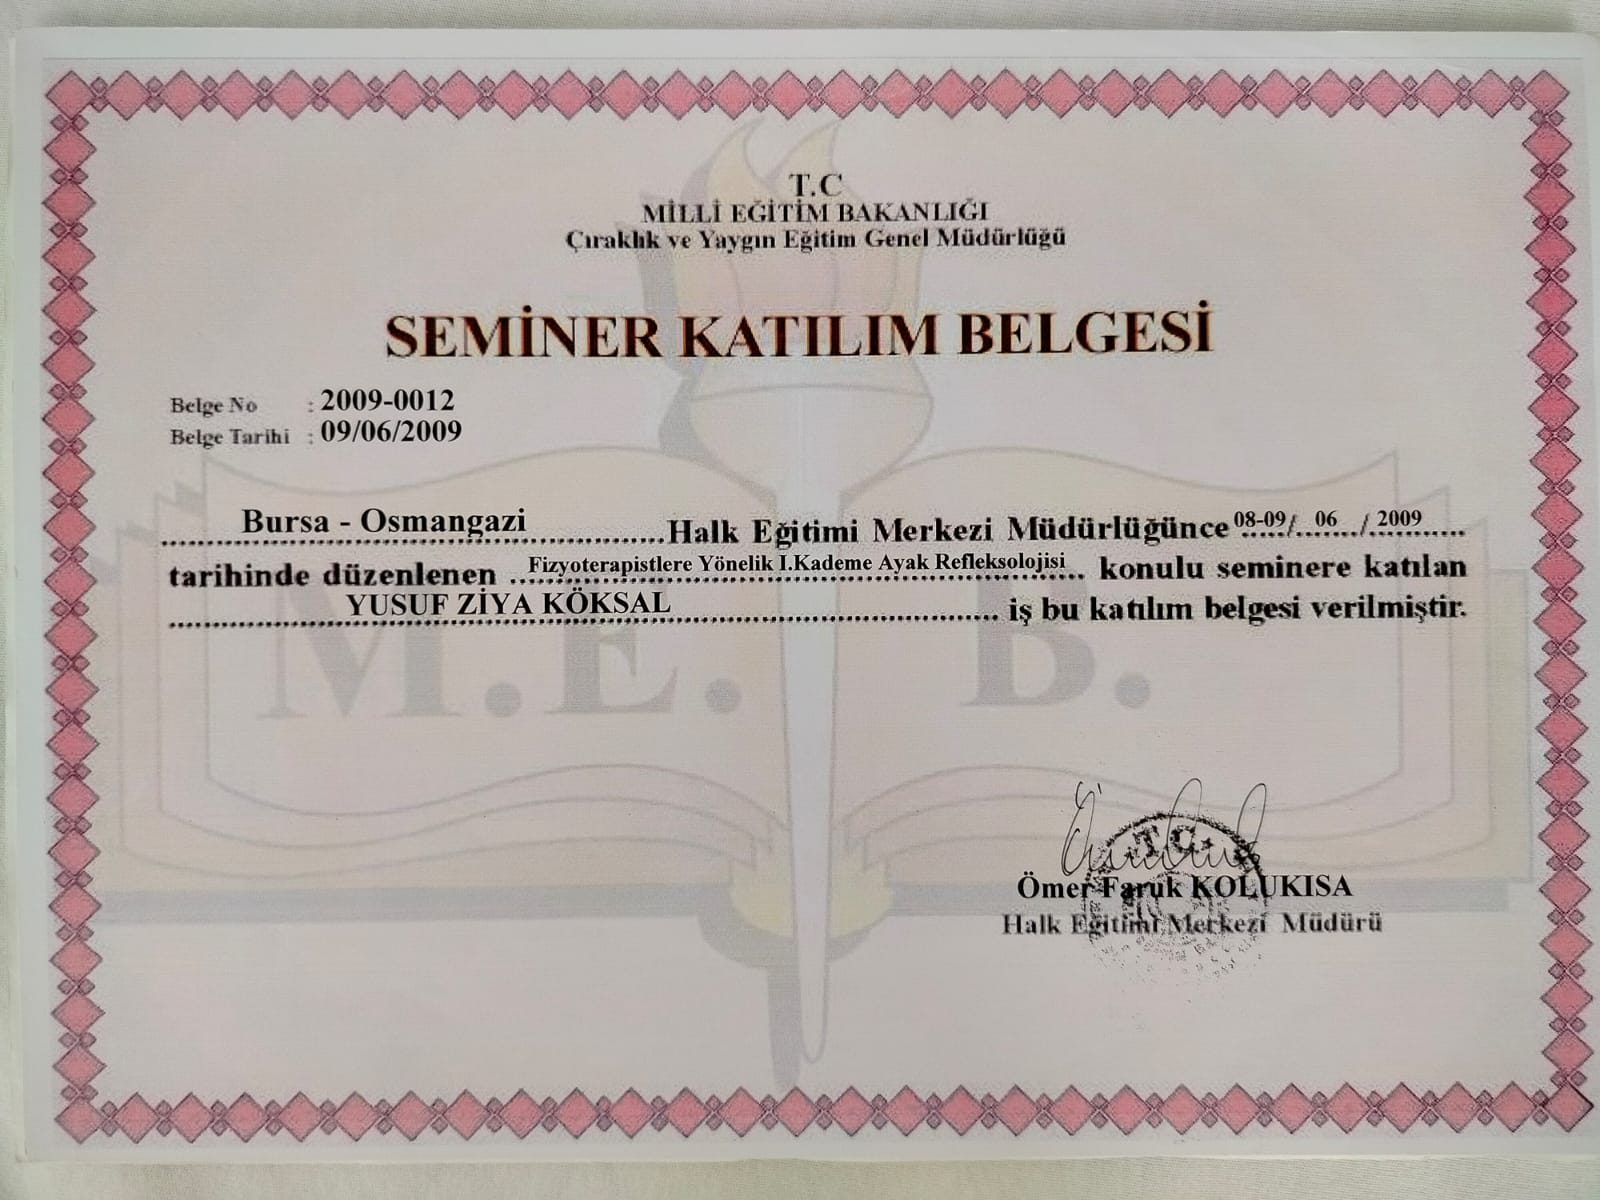 T.C
MİLLİ EĞİTİM BAKANLIĞI
Çıraklık ve Yaygın Eğitim Genel Müdürlüğü
SEMİNER KATILIM BELGESİ
Belge No : 2009-0012
Belge Tarihi : 09/06/2009
Bursa - Osmangazi Halk Eğitimi Merkezi Müdürlüğünce 08-09/ 06 / 2009
tarihinde düzenlenen Fizyoterapistlere Yönelik I.Kademe Ayak Refleksolojisi konulu seminere katılan
YUSUF ZİYA KÖKSAL iş bu katılım belgesi verilmiştir.
M.E. B.
T.C.
Ömer Faruk KOLUKISA
Halk Eğitimi Merkezi Müdürü